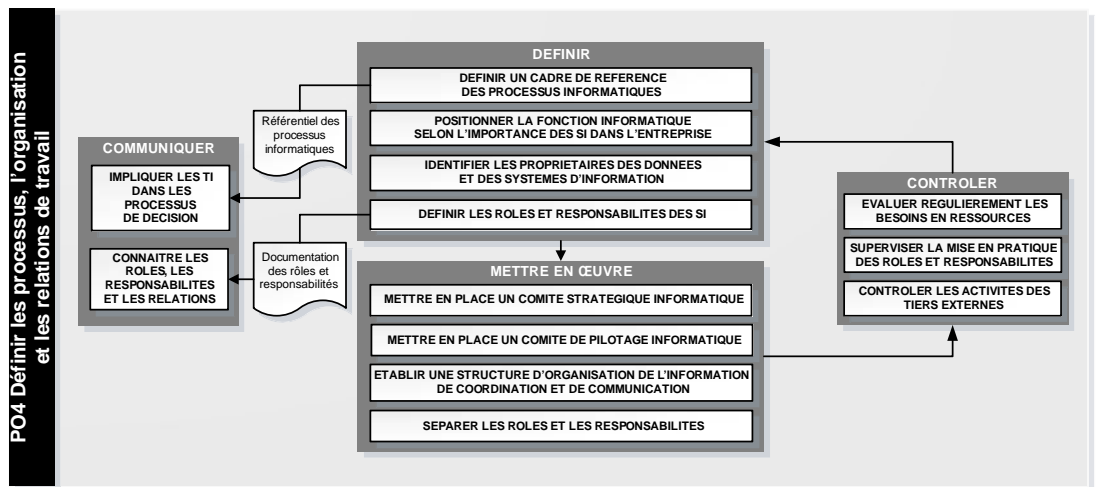 PO4 Définir les processus, l'organisation
et les relations de travail
DEFINIR
DEFINIR UN CADRE DE REFERENCE
DES PROCESSUS INFORMATIQUES
POSITIONNER LA FONCTION INFORMATIQUE
SELON L'IMPORTANCE DES SI DANS L'ENTREPRISE
IDENTIFIER LES PROPRIETAIRES DES DONNEES
ET DES SYSTEMES D'INFORMATION
DEFINIR LES ROLES ET RESPONSABILITES DES SI
Référentiel des
processus
informatiques
Documentation
des rôles et
responsabilités
COMMUNIQUER
IMPLIQUER LES TI
DANS LES
PROCESSUS
DE DECISION
CONNAITRE LES
ROLES, LES
RESPONSABILITES
ET LES RELATIONS
METTRE EN ŒUVRE
METTRE EN PLACE UN COMITE STRATEGIQUE INFORMATIQUE
METTRE EN PLACE UN COMITE DE PILOTAGE INFORMATIQUE
ETABLIR UNE STRUCTURE D'ORGANISATION DE L'INFORMATION
DE COORDINATION ET DE COMMUNICATION
SEPARER LES ROLES ET LES RESPONSABILITES
CONTROLER
EVALUER REGULIEREMENT LES
BESOINS EN RESSOURCES
SUPERVISER LA MISE EN PRATIQUE
DES ROLES ET RESPONSABILITES
CONTROLER LES ACTIVITES DES
TIERS EXTERNES